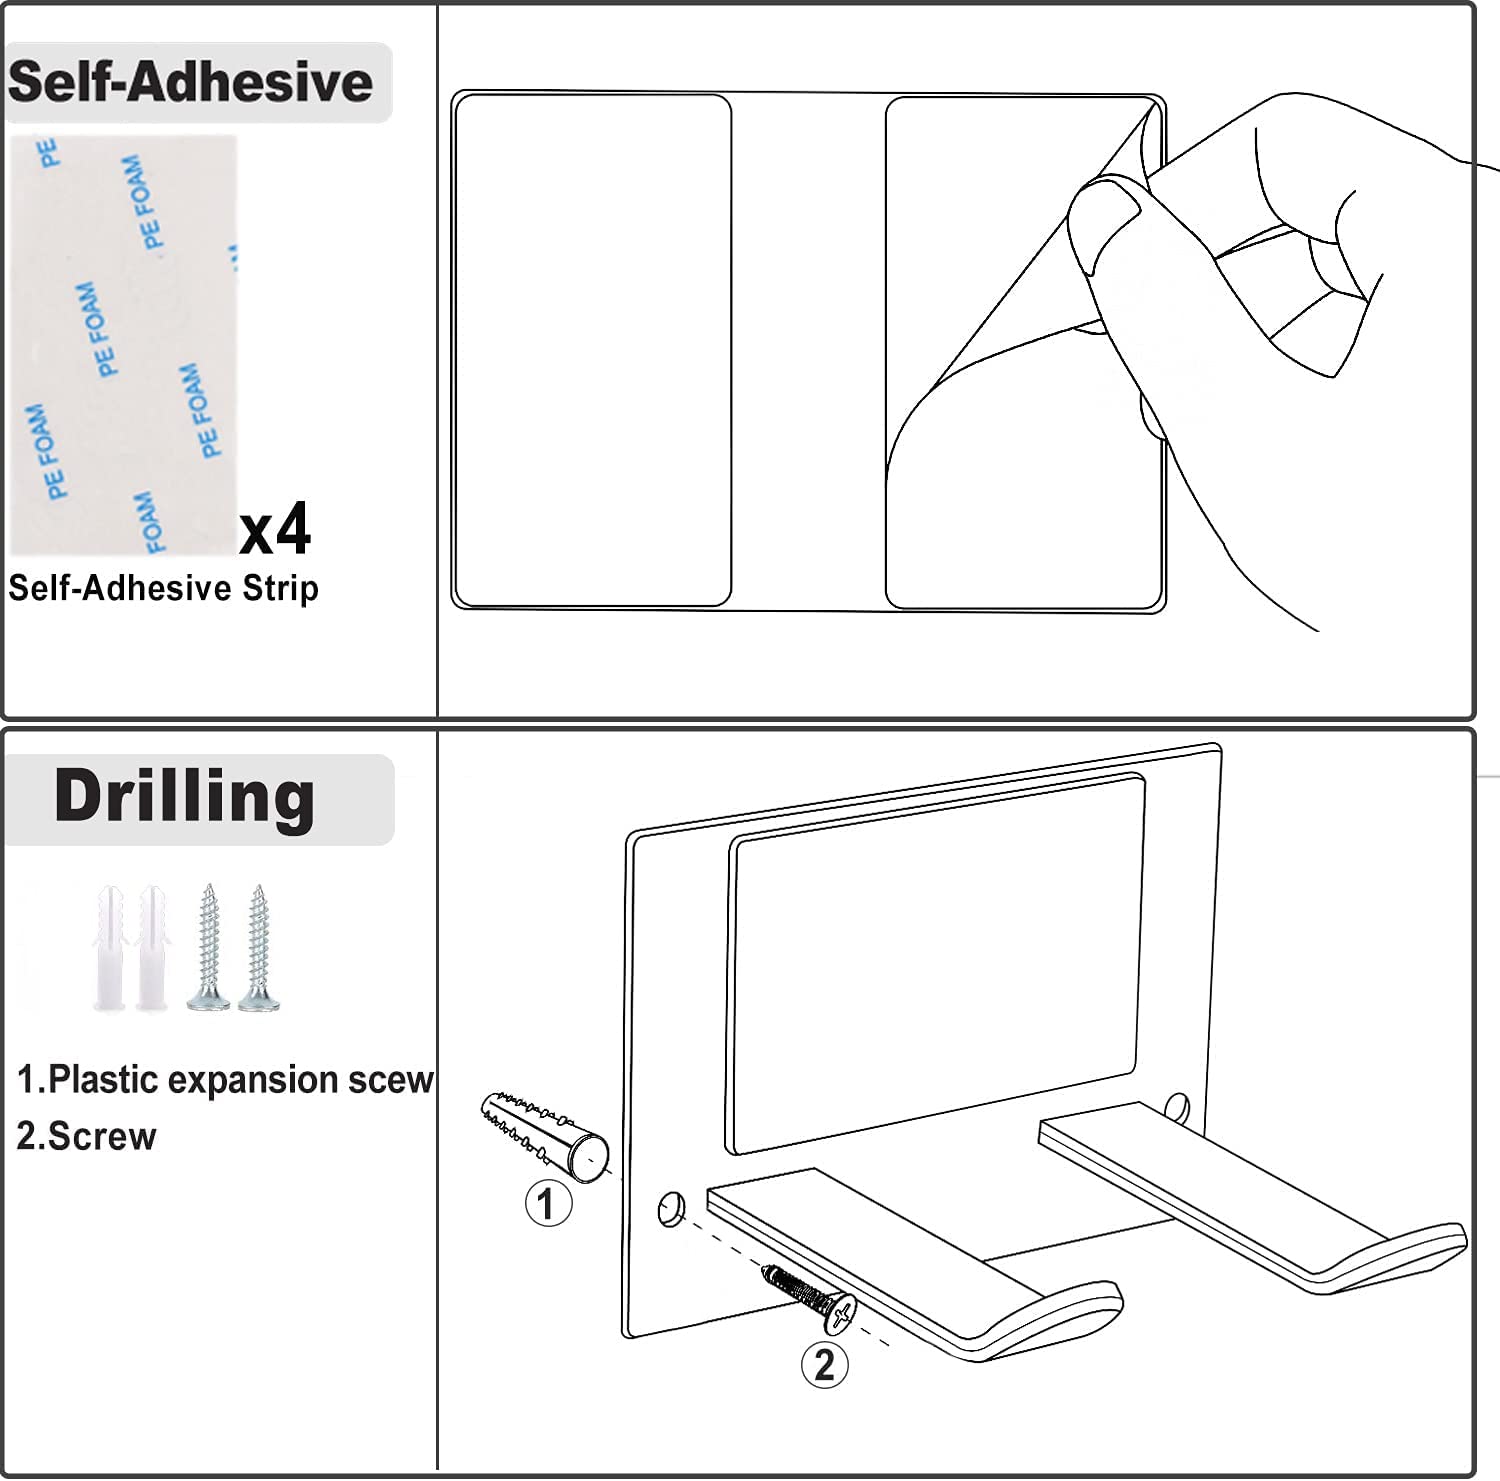 Self-Adhesive
PE
PE FOAM
PE FOAM
PE FOAM
PE FOAM
FOAM
x4
Self-Adhesive Strip
Drilling
1.Plastic expansion scew
2.Screw
1
2